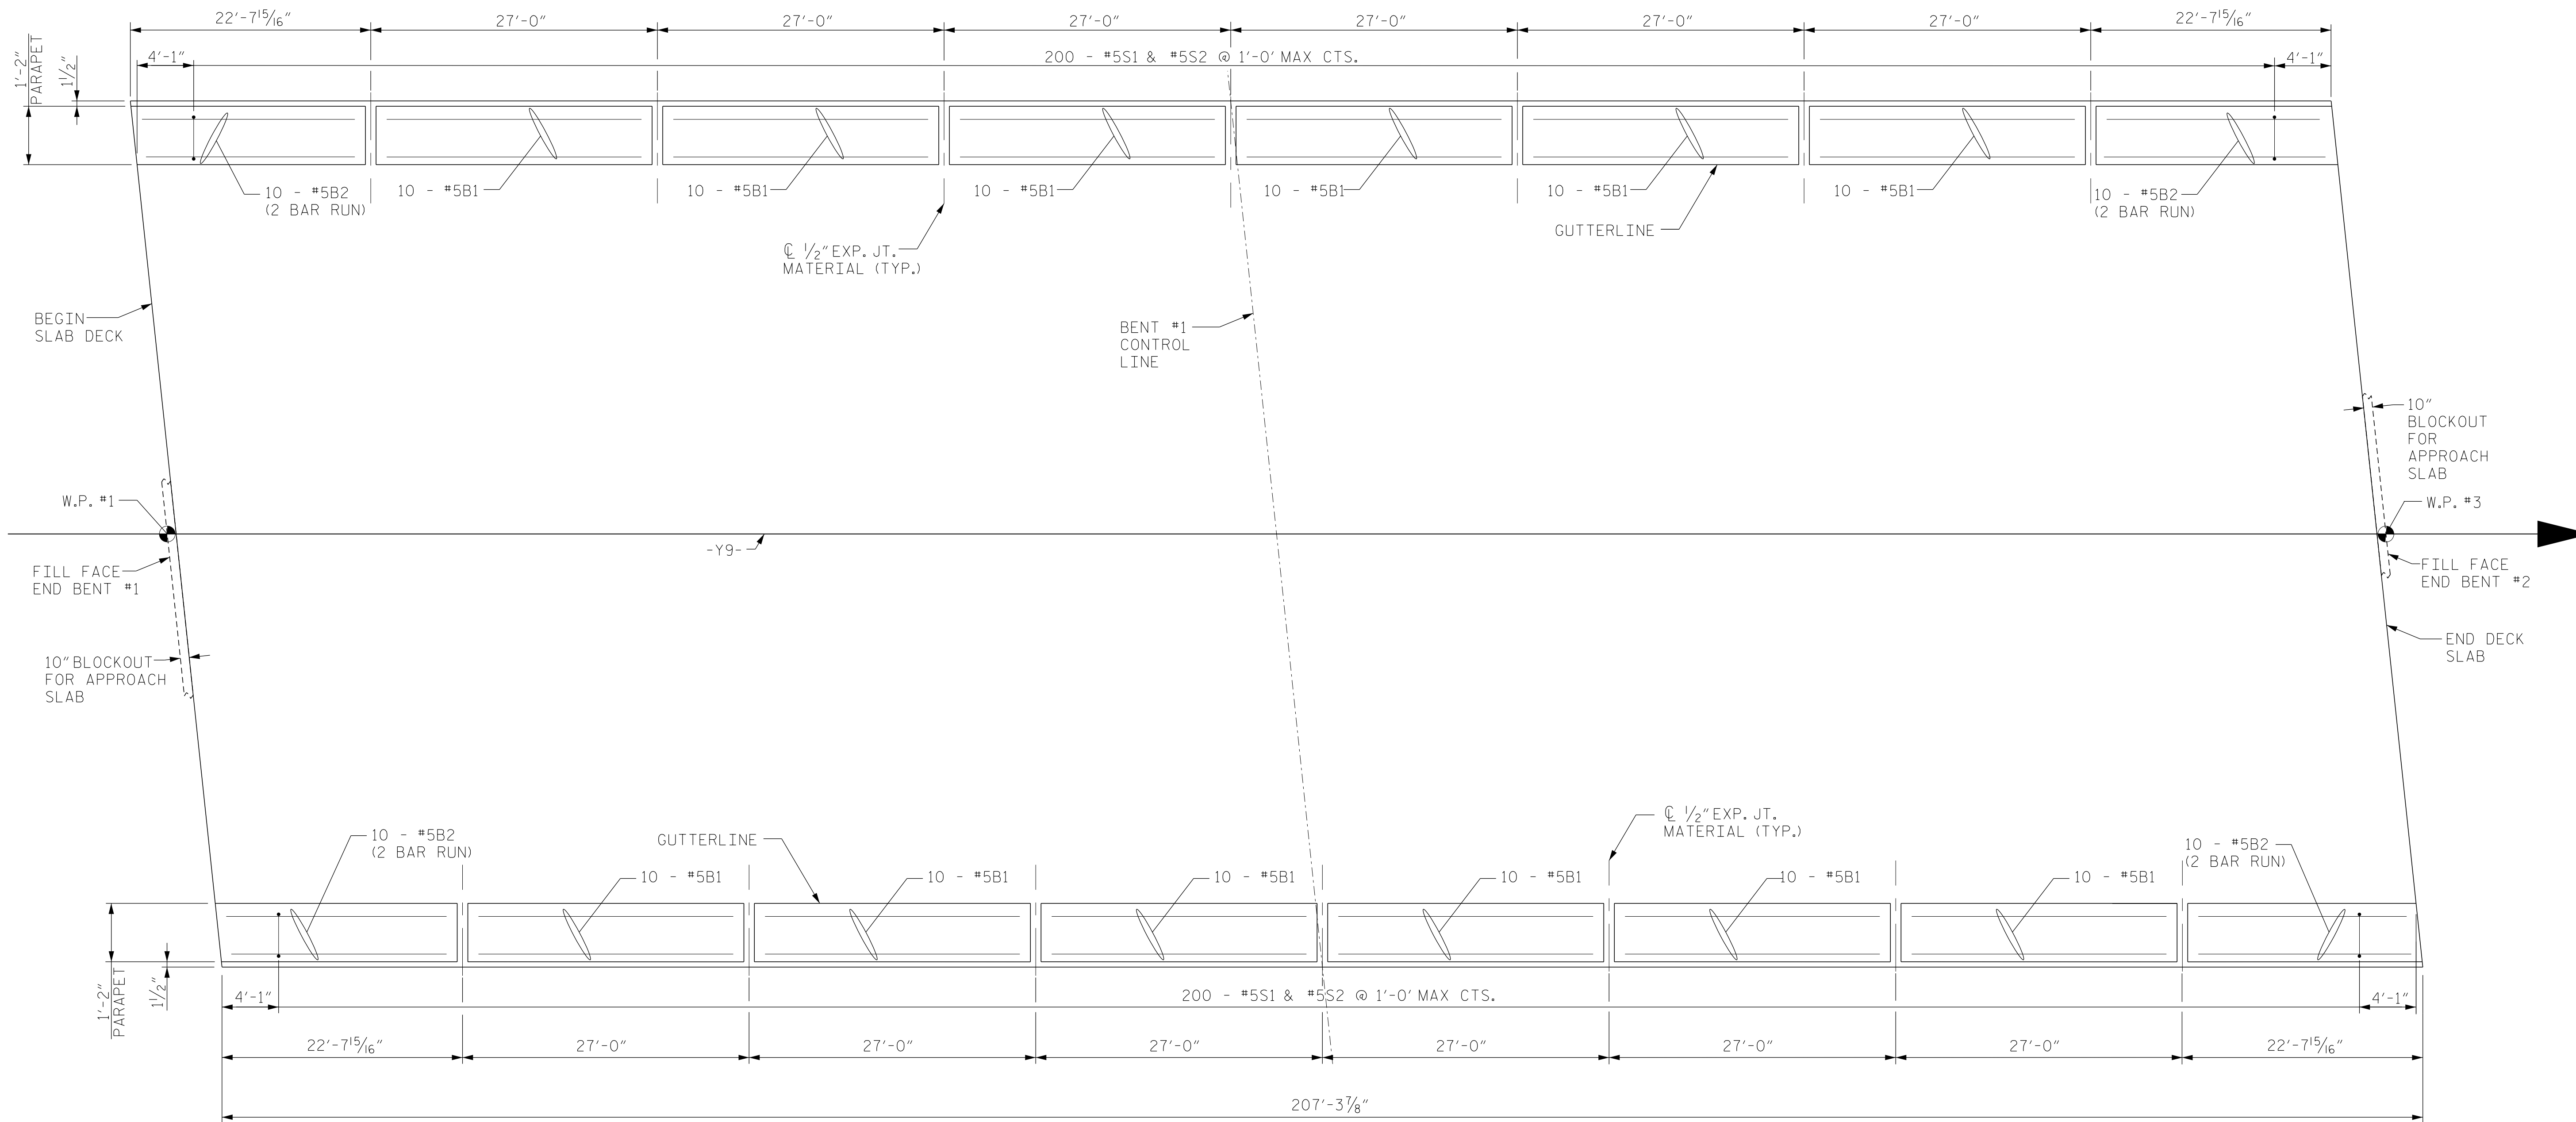 22'-7 15/16" 27'-0" 27'-0" 27'-0" 27'-0" 27'-0" 27'-0" 22'-7 15/16"
1'-2"
PARAPET
1 1/2"
4'-1" 200 - #5S1 & #5S2 @ 1'-0' MAX CTS. 4'-1"
10 - #5B2
(2 BAR RUN)
10 - #5B1
10 - #5B1
10 - #5B1
10 - #5B1
10 - #5B1
10 - #5B1
10 - #5B2
(2 BAR RUN)
GUTTERLINE
℄ 1/2" EXP. JT.
MATERIAL (TYP.)
BEGIN
SLAB DECK
BENT #1
CONTROL
LINE
10"
BLOCKOUT
FOR
APPROACH
SLAB
W.P. #1
W.P. #3
-Y9-
FILL FACE
END BENT #1
FILL FACE
END BENT #2
10" BLOCKOUT
FOR APPROACH
SLAB
END DECK
SLAB
℄ 1/2" EXP. JT.
MATERIAL (TYP.)
10 - #5B2
(2 BAR RUN)
GUTTERLINE
10 - #5B2
(2 BAR RUN)
10 - #5B1
10 - #5B1
10 - #5B1
10 - #5B1
10 - #5B1
10 - #5B1
1'-2"
PARAPET
1 1/2"
4'-1" 200 - #5S1 & #5S2 @ 1'-0' MAX CTS. 4'-1"
22'-7 15/16" 27'-0" 27'-0" 27'-0" 27'-0" 27'-0" 27'-0" 22'-7 15/16"
207'-3 7/8"